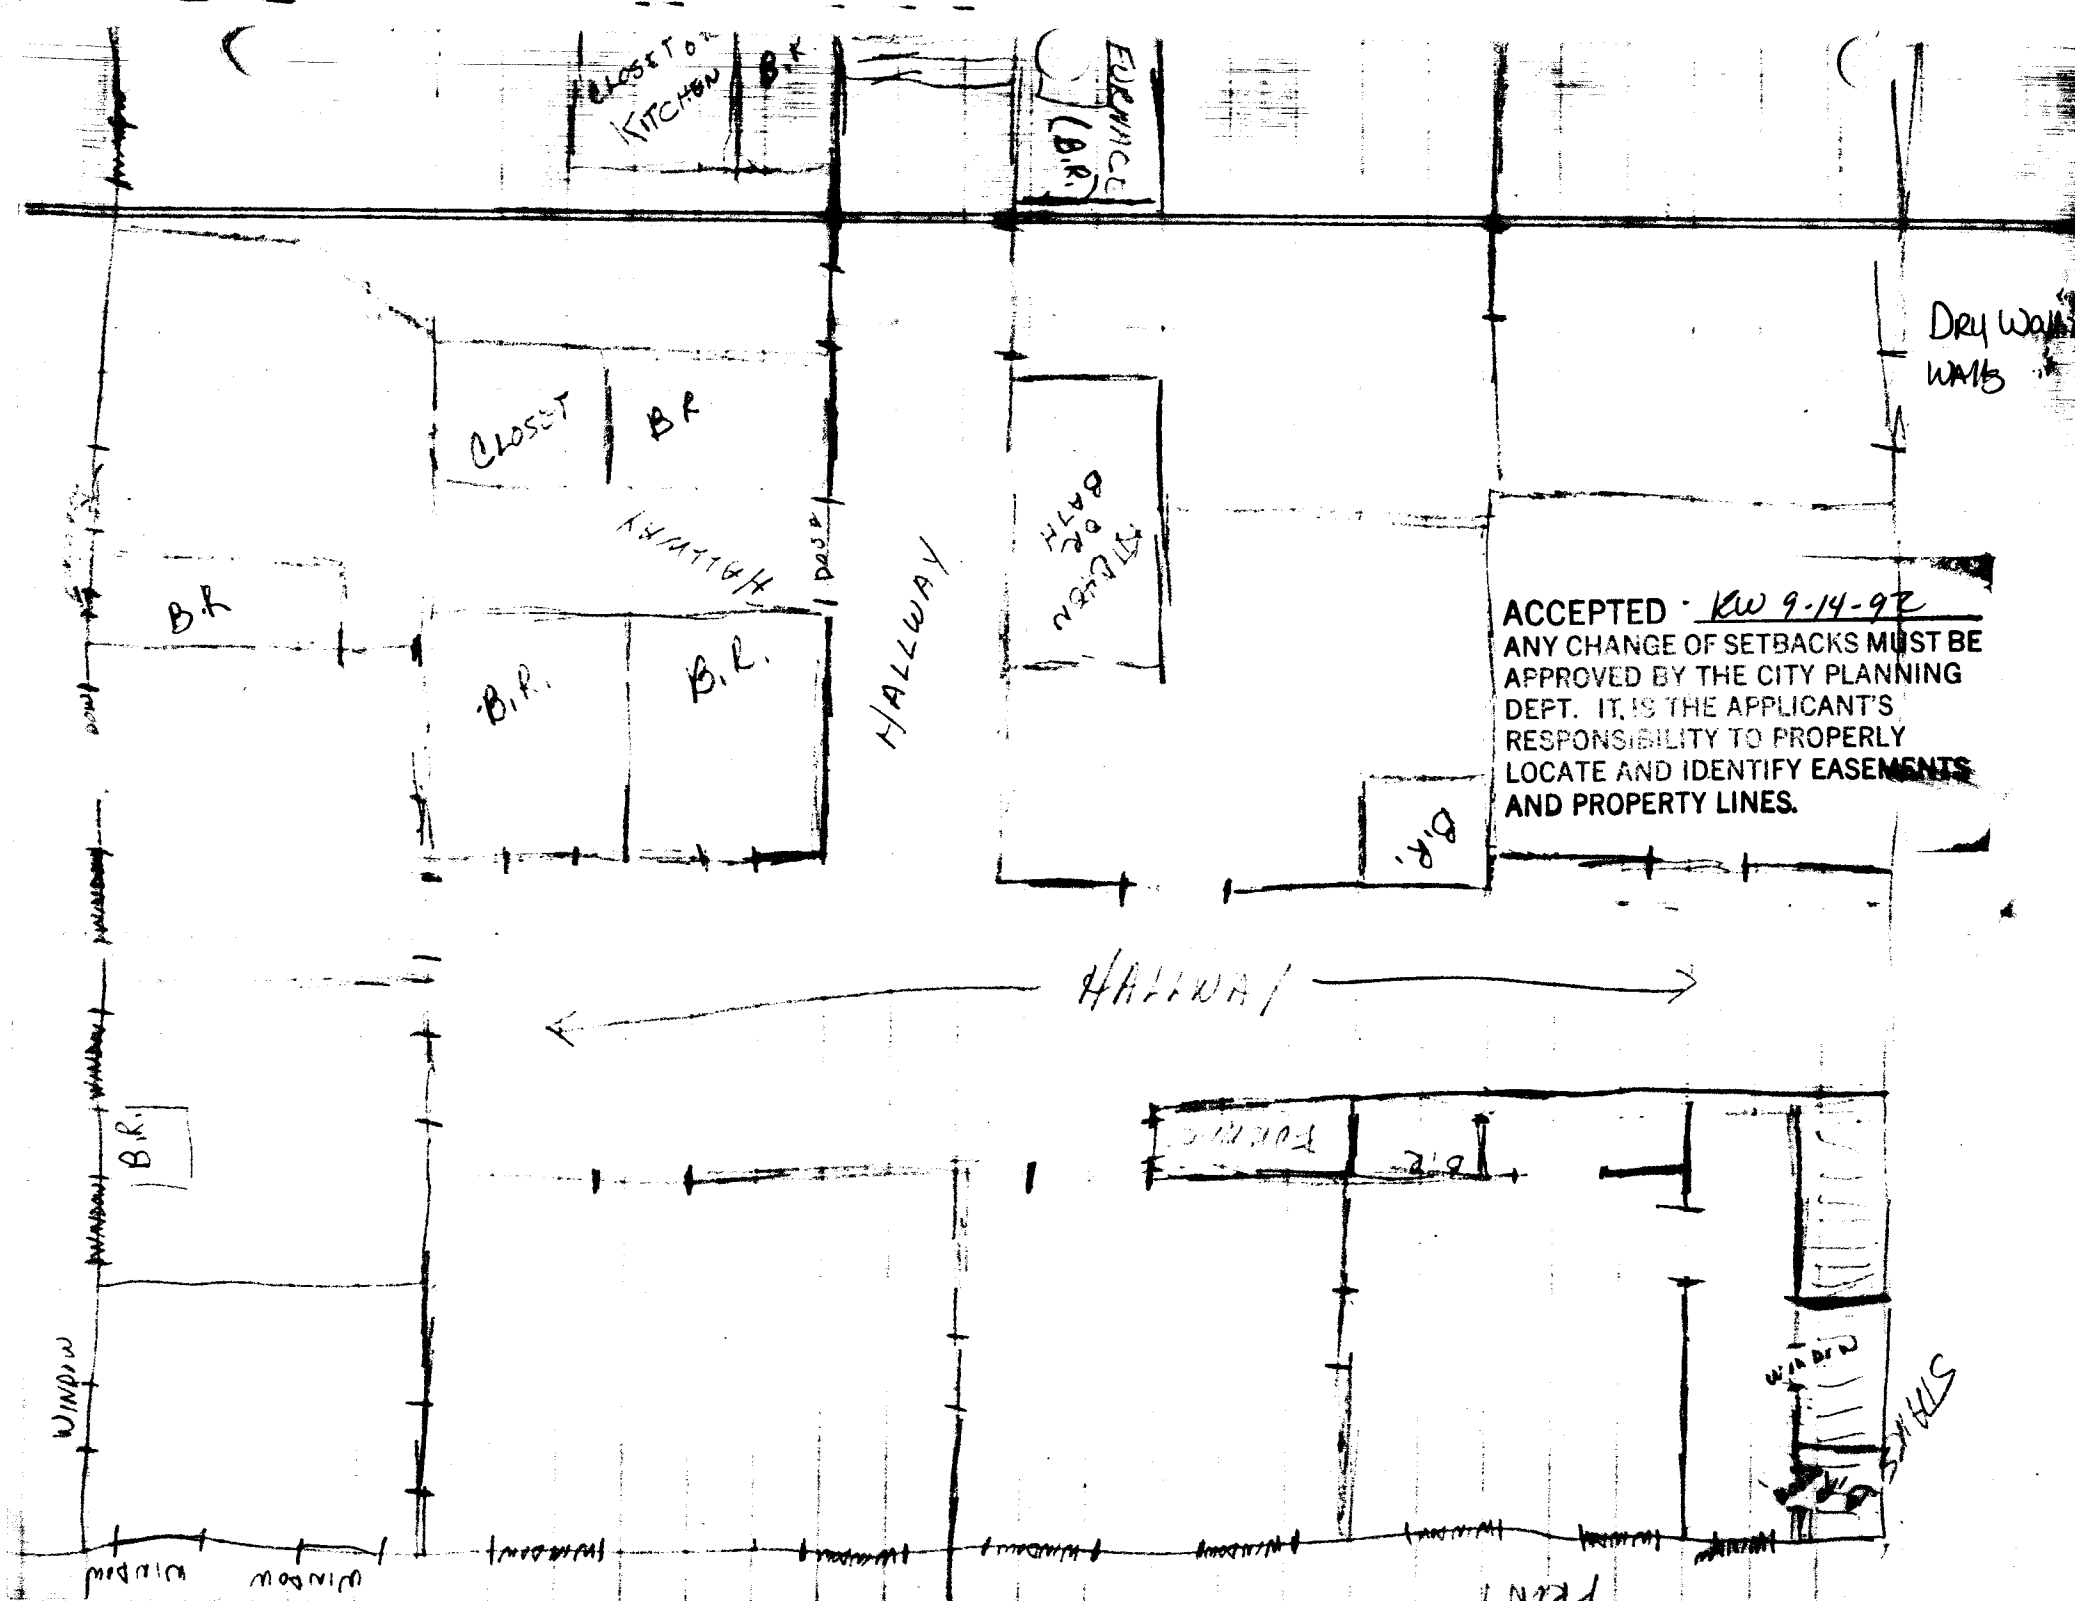 CLOSET OR
KITCHEN
B.R
FURNACE
(B.R.)
DRY Wall
WALLS
CLOSET
B R
HALLWAY
DOOR
HALLWAY
KITCHEN
OR
BATH
B.R
B.R.
B.R.
ACCEPTED KW 9-14-92
ANY CHANGE OF SETBACKS MUST BE
APPROVED BY THE CITY PLANNING
DEPT. IT IS THE APPLICANT'S
RESPONSIBILITY TO PROPERLY
LOCATE AND IDENTIFY EASEMENTS
AND PROPERTY LINES.
B.R.
WINDOW
HALLWAY
WINDOW
B.R.
WINDOW
B.R.
WINDOW
WINDOW
STAIRS
B.R.
WINDOW
WINDOW
WINDOW
WINDOW
WINDOW
WINDOW
WINDOW
WINDOW
WINDOW
FRONT